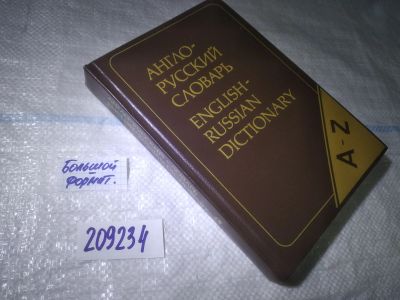 АНГЛО-
РУССКИЙ
СЛОВАРЬ
ENGLISH-
RUSSIAN
DICTIONARY
A-Z
БОЛЬШОЙ
ФОРМАТ.
209234